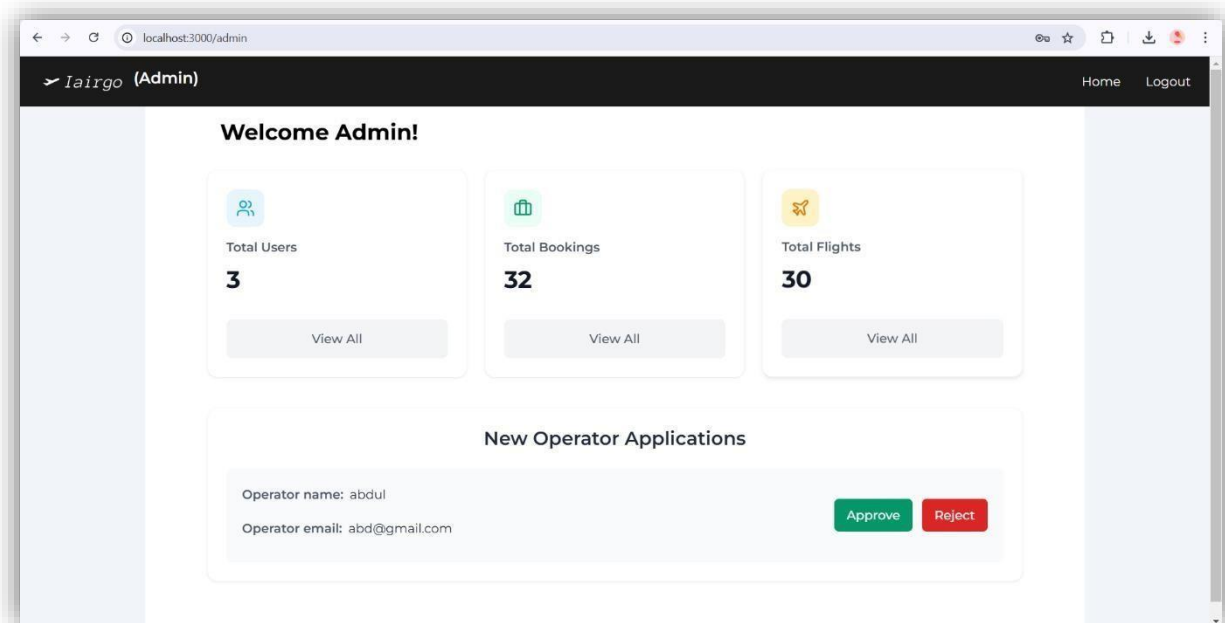 localhost:3000/admin
Iairgo (Admin) Home Logout
Welcome Admin!
Total Users Total Bookings Total Flights
3 32 30
View All View All View All
New Operator Applications
Operator name: abdul
Operator email: abd@gmail.com
Approve Reject